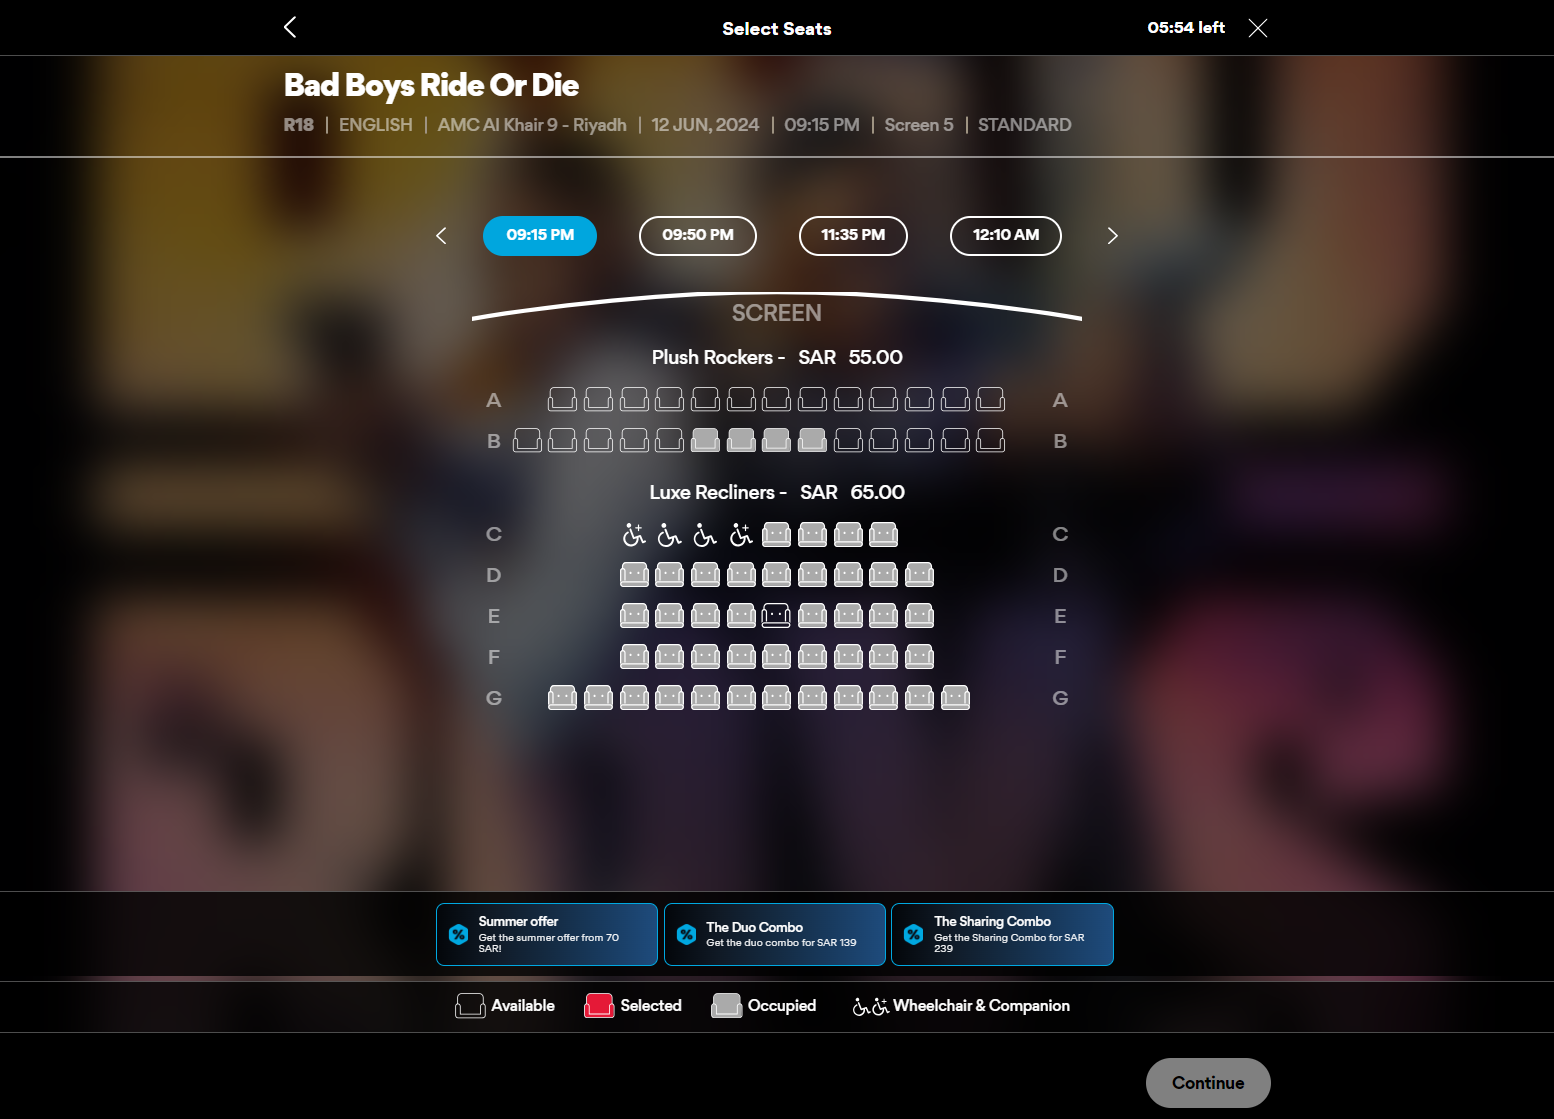 Select Seats
05:54 left
Bad Boys Ride Or Die
R18 | ENGLISH | AMC Al Khair 9 - Riyadh | 12 JUN, 2024 | 09:15 PM | Screen 5 | STANDARD
09:15 PM 09:50 PM 11:35 PM 12:10 AM
SCREEN
Plush Rockers - SAR 55.00
A A
B B
Luxe Recliners - SAR 65.00
C C
D D
E E
F F
G G
Summer offer
Get the summer offer from 70
SAR!
The Duo Combo
Get the duo combo for SAR 139
The Sharing Combo
Get the Sharing Combo for SAR
239
Available Selected Occupied Wheelchair & Companion
Continue